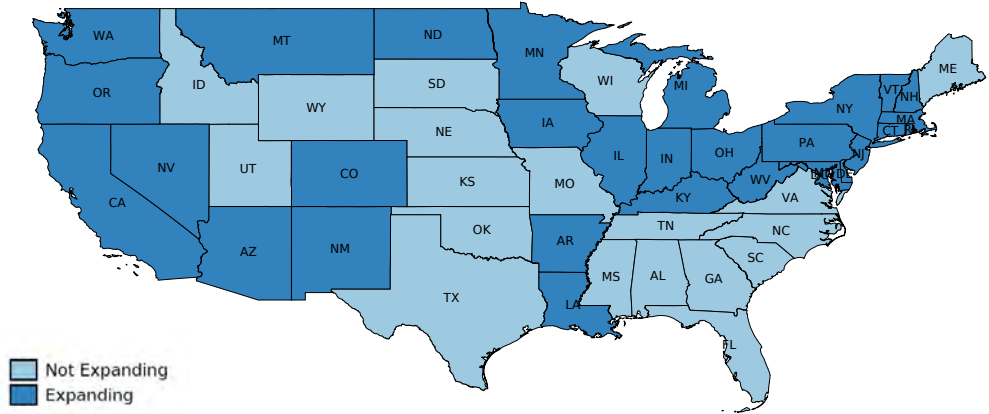 WA
MT
ND
MN
ME
ID
SD
WI
MI
VT
NH
OR
WY
NY
MA
CT
NE
IA
PA
NJ
NV
UT
CO
IL
IN
OH
WV
DE
KS
MO
KY
VA
CA
TN
NC
AZ
NM
OK
AR
SC
MS
AL
GA
TX
LA
FL
Not Expanding
Expanding